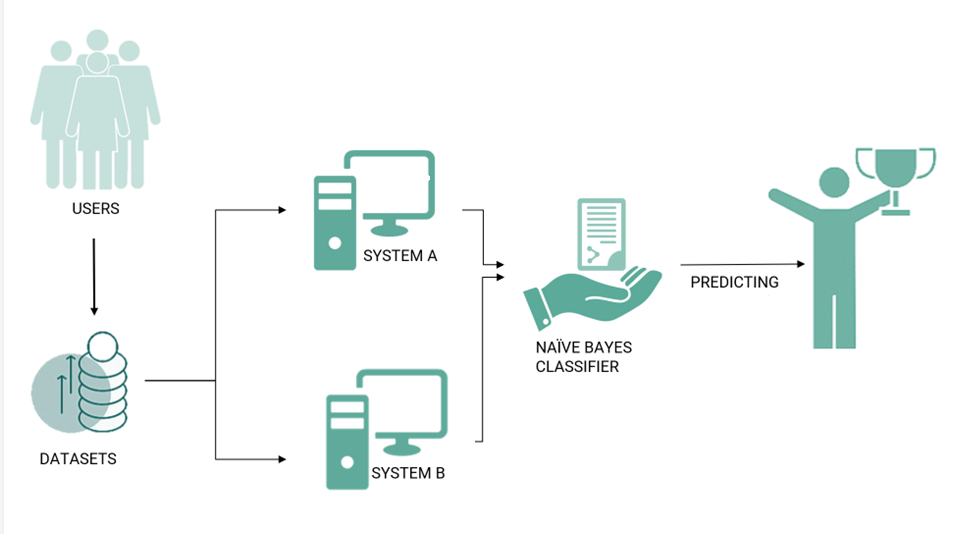 USERS
SYSTEM A
PREDICTING
NAÏVE BAYES
CLASSIFIER
DATASETS
SYSTEM B